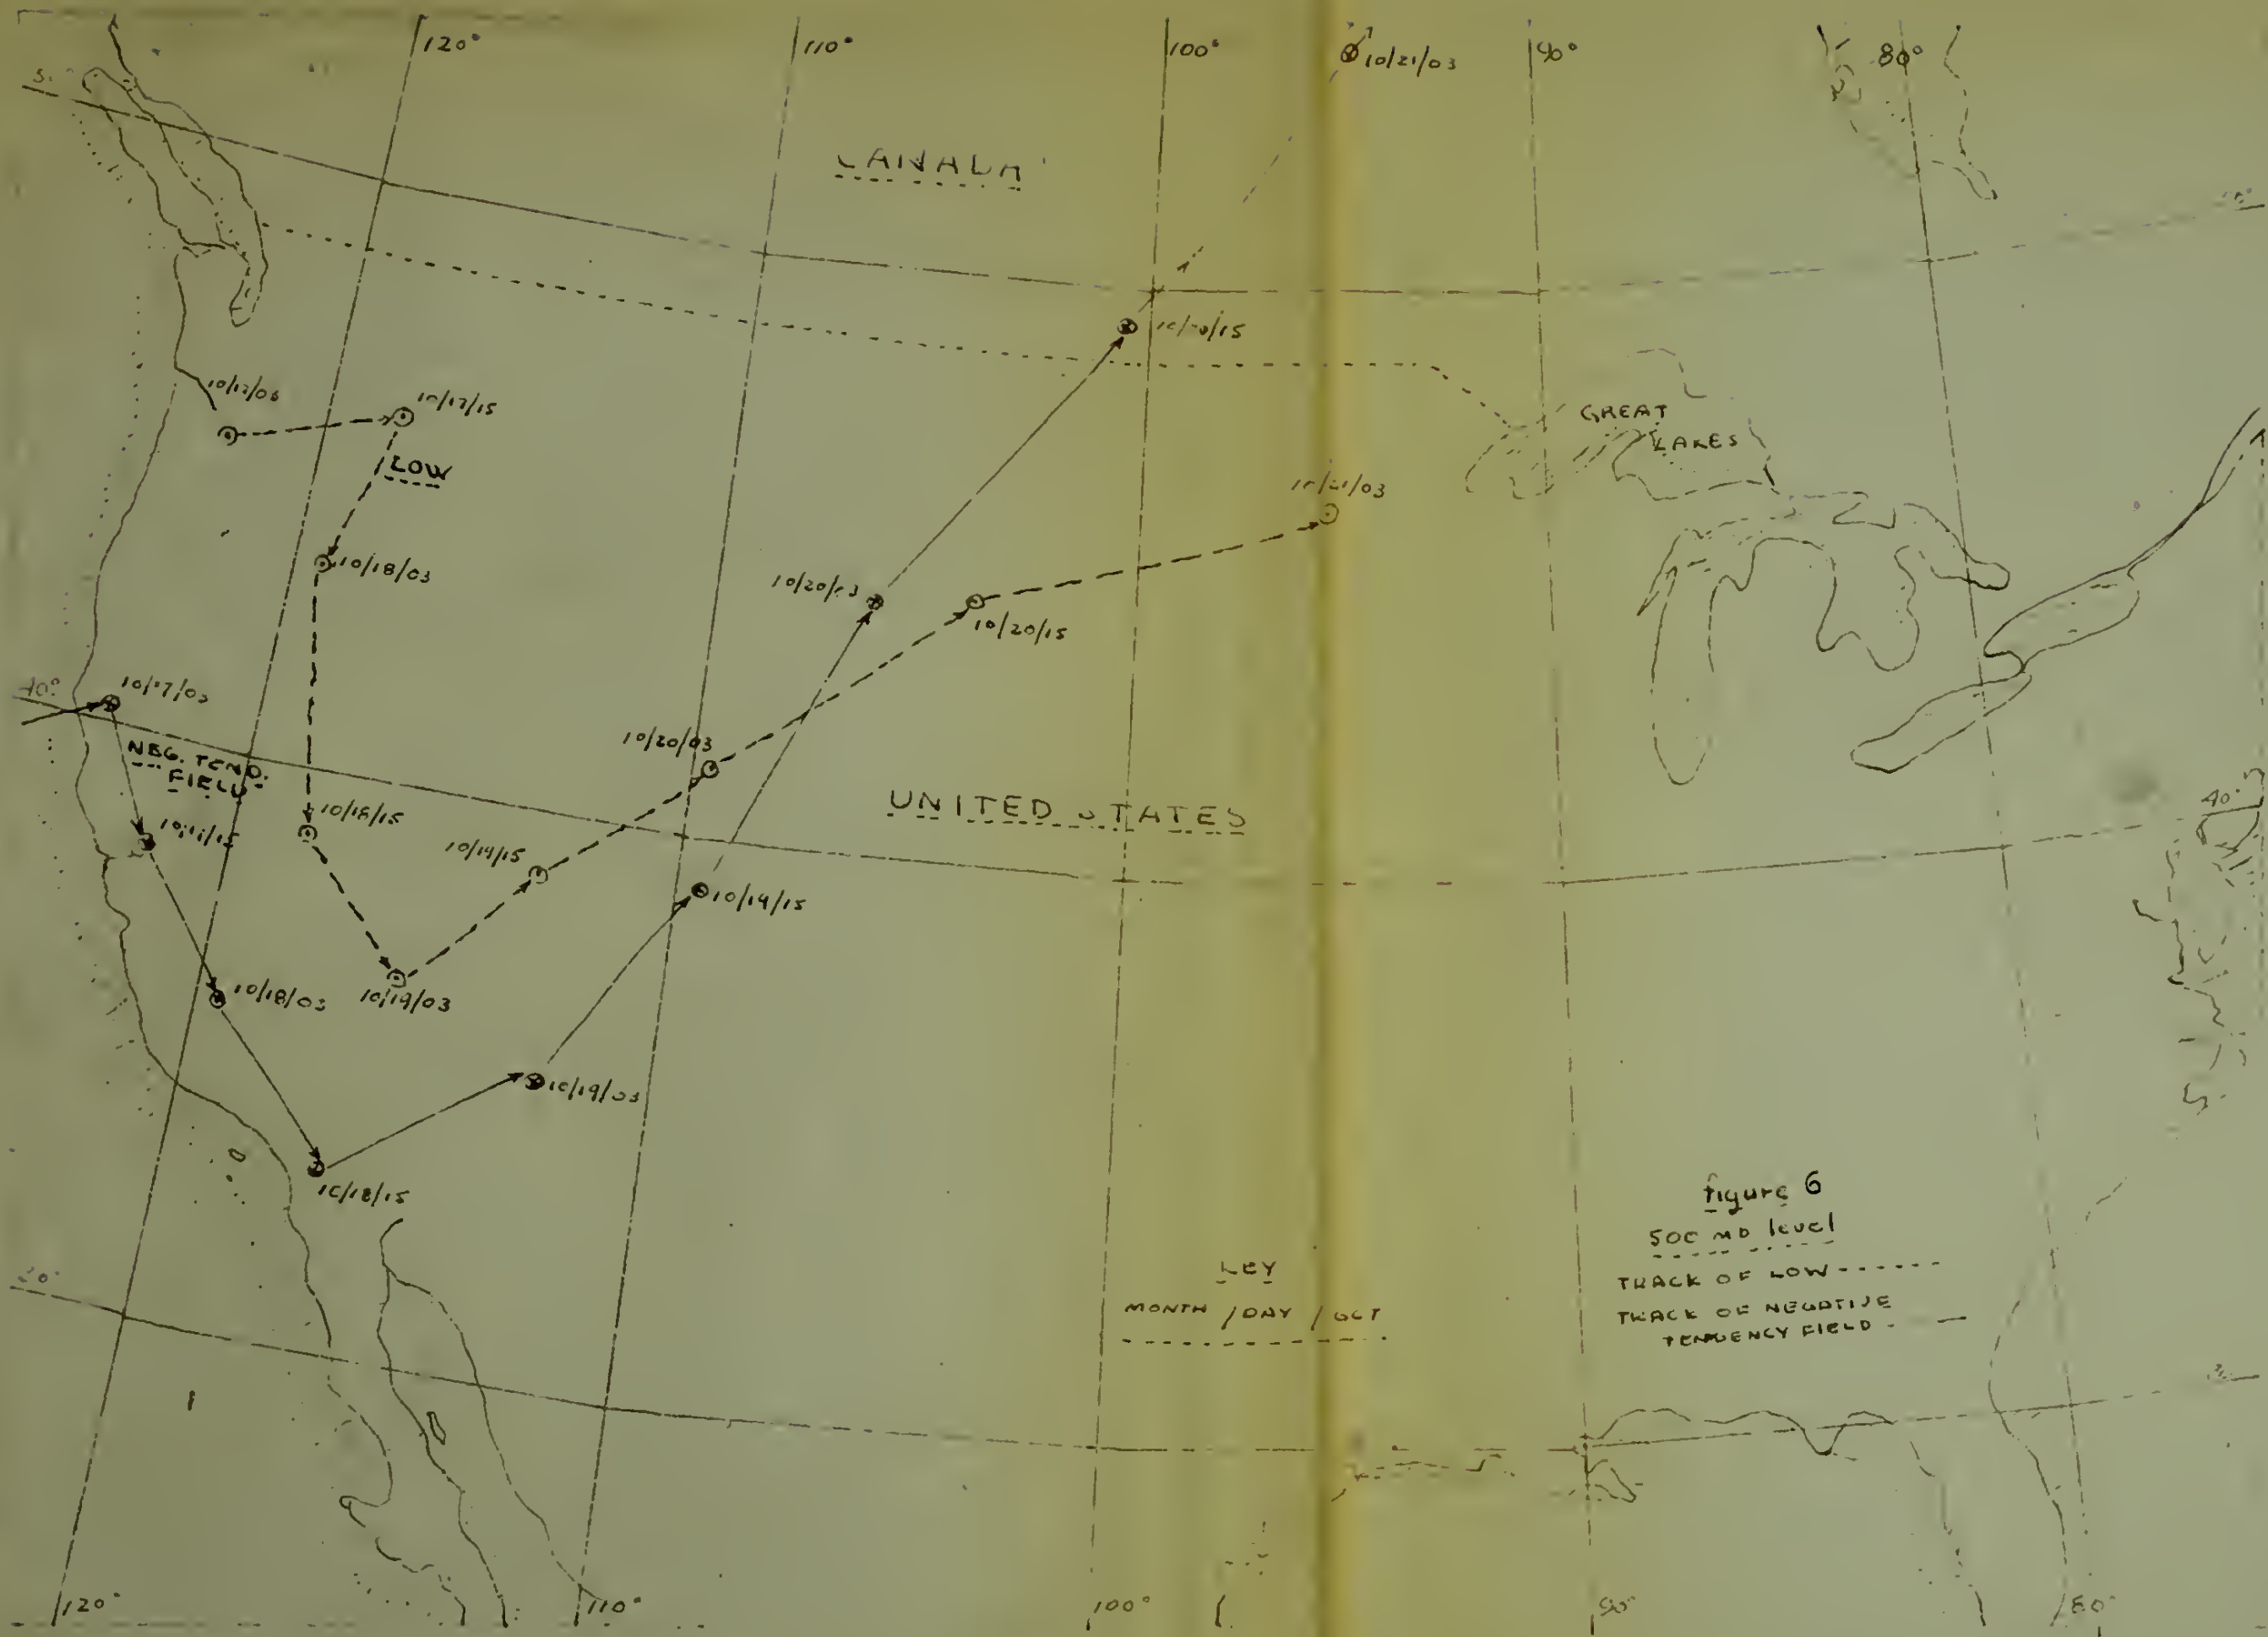 120°
110°
100°
10/21/03
90°
80°
CANADA
10/20/15
10/17/15
GREAT
LAKES
LOW
10/21/03
10/18/03
10/20/03
10/20/15
40°
10/17/03
NEG. TEND.
FIELD
10/20/03
UNITED STATES
40°
10/18/15
10/19/15
10/19/15
10/18/03
10/19/03
10/19/03
10/18/15
figure 6
500 MB level
TRACK OF LOW
TRACK OF NEGATIVE
TENDENCY FIELD
KEY
MONTH / DAY / GCT
120°
110°
100°
90°
80°